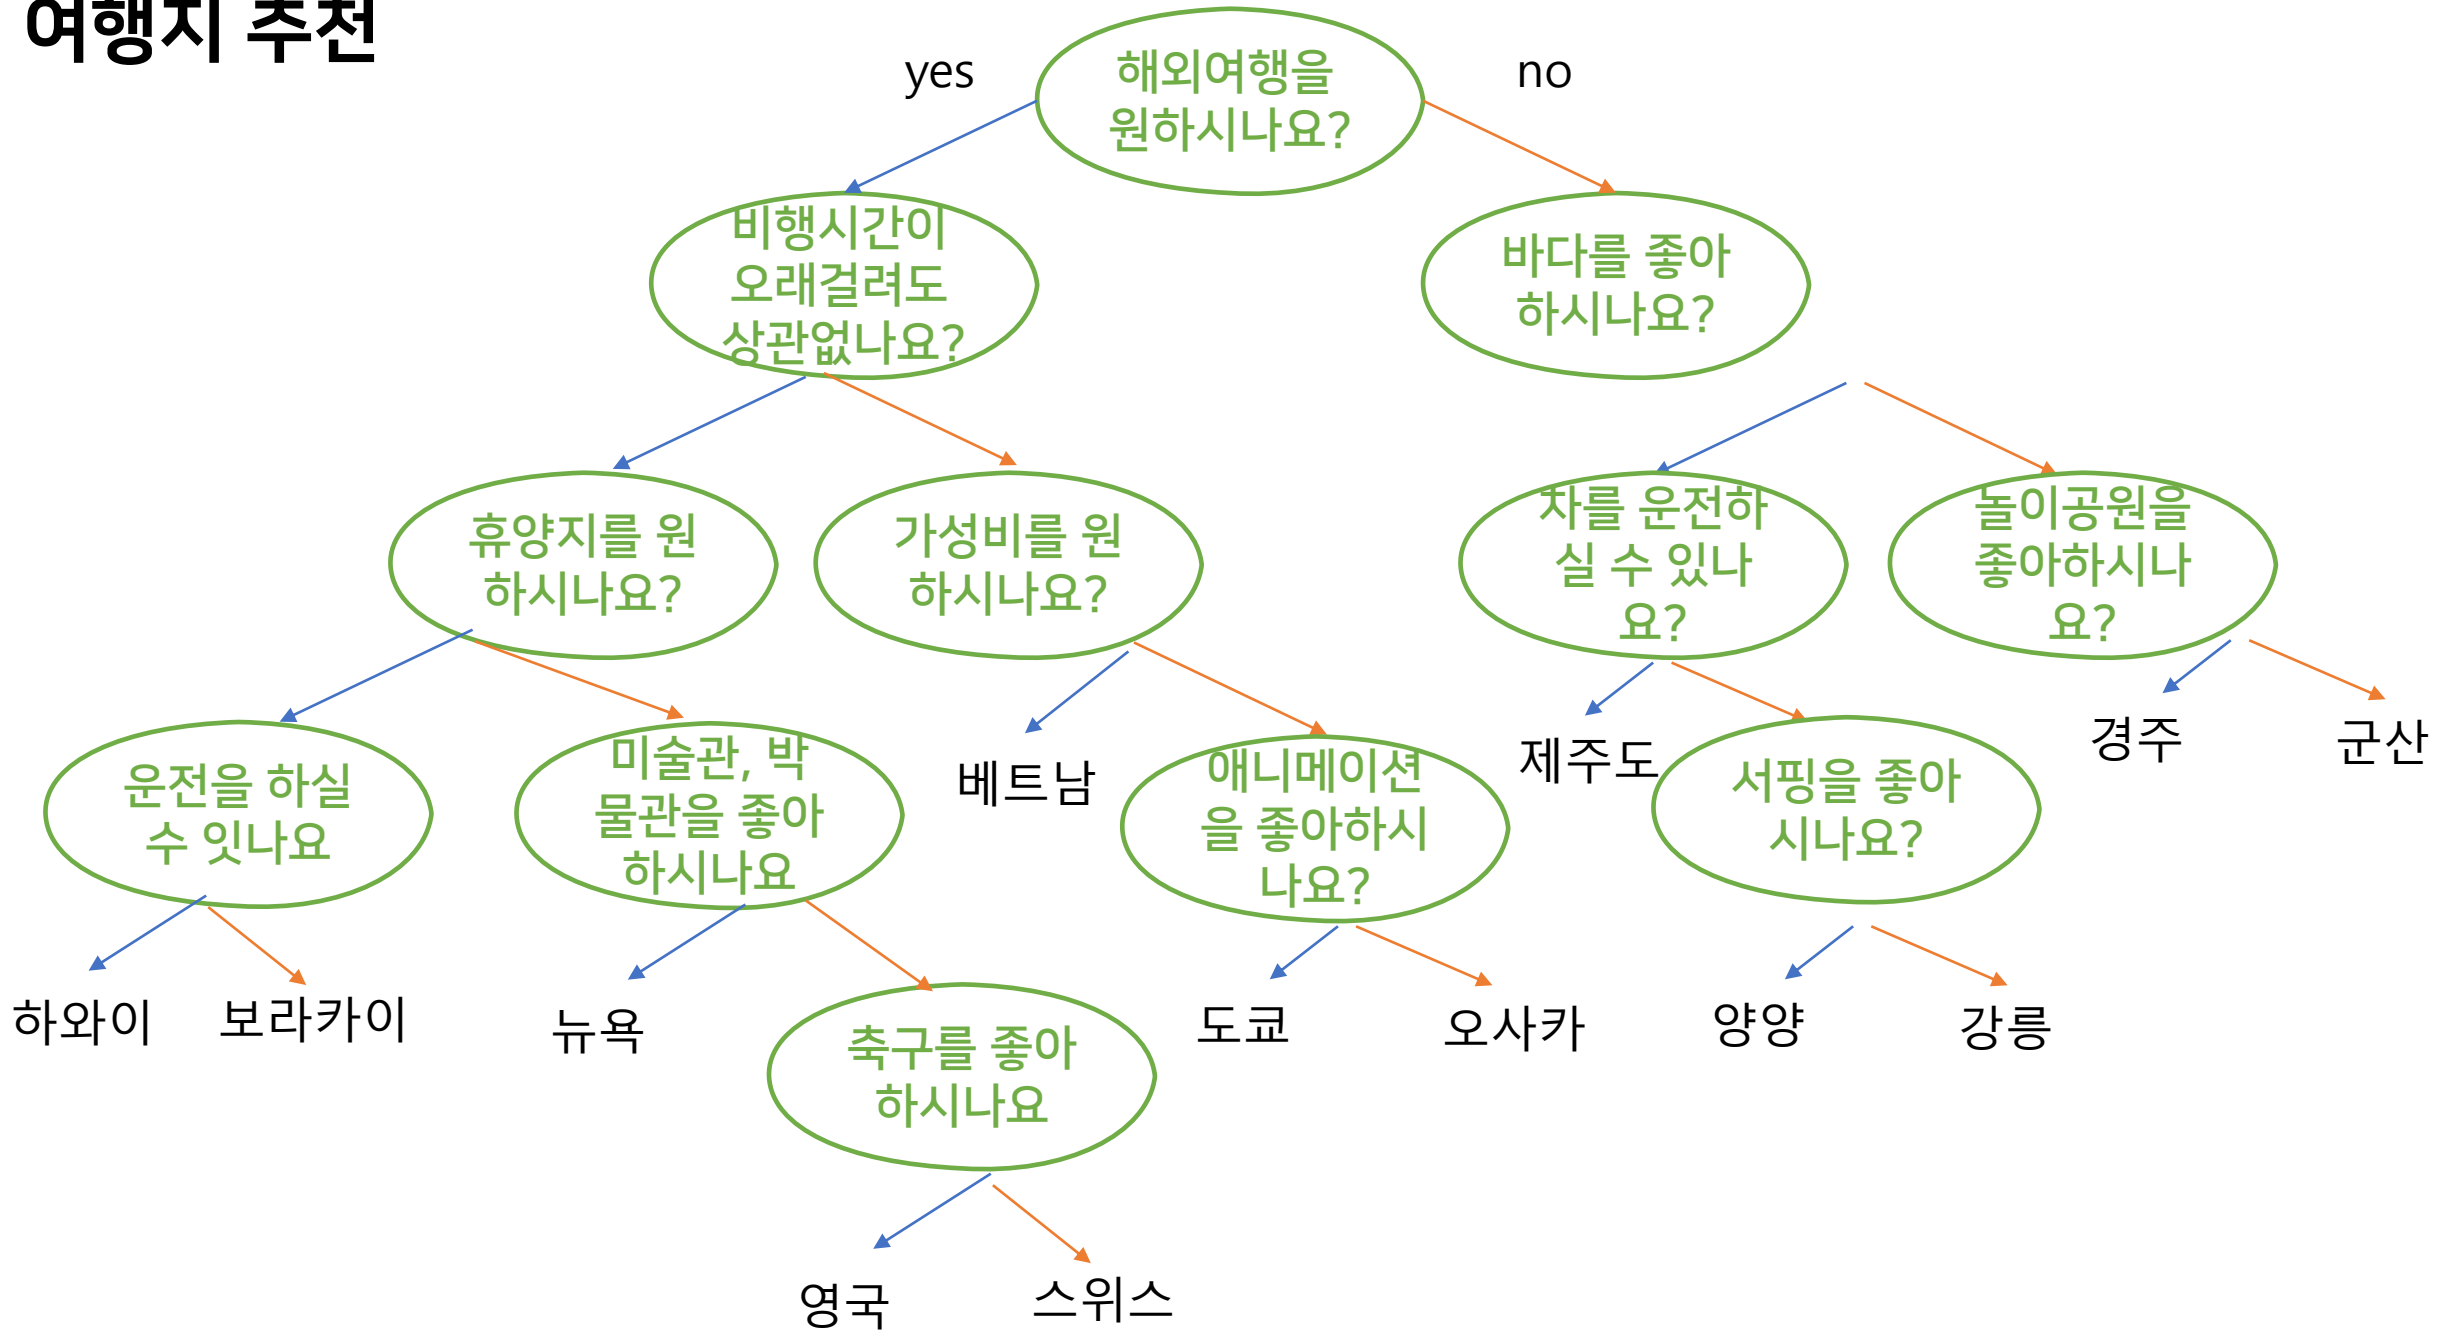 여행지 추천
yes
no
해외여행을
원하시나요?
비행시간이
오래걸려도
상관없나요?
바다를 좋아
하시나요?
휴양지를 원
하시나요?
가성비를 원
하시나요?
차를 운전하
실 수 있나
요?
놀이공원을
좋아하시나
요?
운전을 하실
수 잇나요
미술관, 박
물관을 좋아
하시나요
베트남
애니메이션
을 좋아하시
나요?
제주도
서핑을 좋아
시나요?
경주
군산
하와이
보라카이
뉴욕
축구를 좋아
하시나요
도쿄
오사카
양양
강릉
영국
스위스